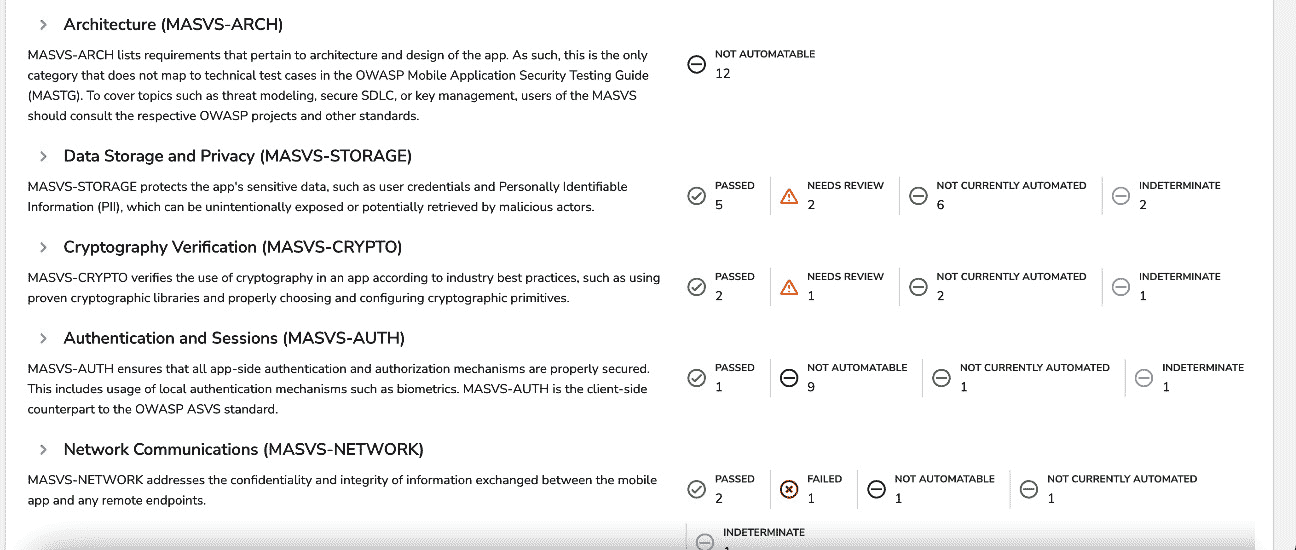 Architecture (MASVS-ARCH)
MASVS-ARCH lists requirements that pertain to architecture and design of the app. As such, this is the only
category that does not map to technical test cases in the OWASP Mobile Application Security Testing Guide
(MASTG). To cover topics such as threat modeling, secure SDLC, or key management, users of the MASVS
should consult the respective OWASP projects and other standards.
NOT AUTOMATABLE
12
Data Storage and Privacy (MASVS-STORAGE)
MASVS-STORAGE protects the app's sensitive data, such as user credentials and Personally Identifiable
Information (PII), which can be unintentionally exposed or potentially retrieved by malicious actors.
PASSED NEEDS REVIEW NOT CURRENTLY AUTOMATED INDETERMINATE
5 2 6 2
Cryptography Verification (MASVS-CRYPTO)
MASVS-CRYPTO verifies the use of cryptography in an app according to industry best practices, such as using
proven cryptographic libraries and properly choosing and configuring cryptographic primitives.
PASSED NEEDS REVIEW NOT CURRENTLY AUTOMATED INDETERMINATE
2 1 2 1
Authentication and Sessions (MASVS-AUTH)
MASVS-AUTH ensures that all app-side authentication and authorization mechanisms are properly secured.
This includes usage of local authentication mechanisms such as biometrics. MASVS-AUTH is the client-side
counterpart to the OWASP ASVS standard.
PASSED NOT AUTOMATABLE NOT CURRENTLY AUTOMATED INDETERMINATE
1 9 1 1
Network Communications (MASVS-NETWORK)
MASVS-NETWORK addresses the confidentiality and integrity of information exchanged between the mobile
app and any remote endpoints.
PASSED FAILED NOT AUTOMATABLE NOT CURRENTLY AUTOMATED
2 1 1 1
INDETERMINATE